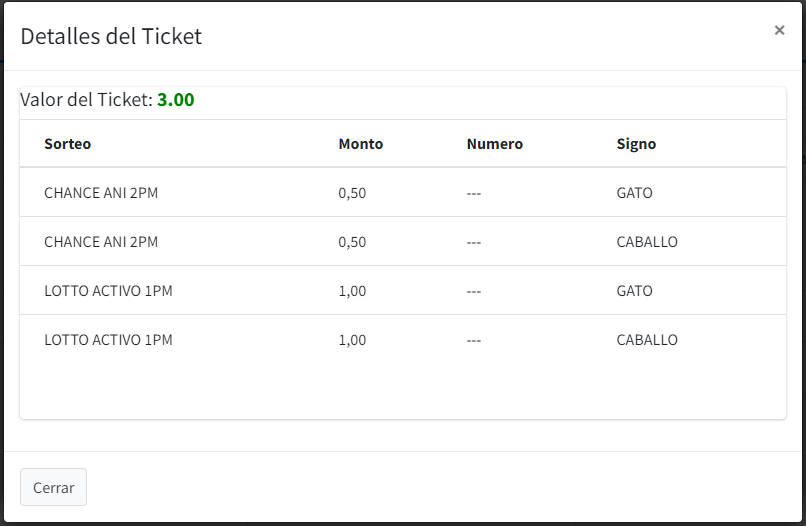 Detalles del Ticket ×
Valor del Ticket: 3.00
Sorteo Monto Numero Signo
CHANCE ANI 2PM 0,50 --- GATO
CHANCE ANI 2PM 0,50 --- CABALLO
LOTTO ACTIVO 1PM 1,00 --- GATO
LOTTO ACTIVO 1PM 1,00 --- CABALLO
Cerrar